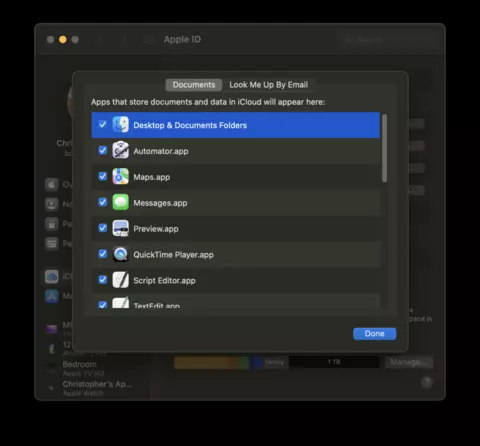 Apple ID
Search
Documents
Look Me Up By Email
Apps that store documents and data in iCloud will appear here:
Desktop & Documents Folders
Automator.app
Maps.app
Messages.app
Preview.app
QuickTime Player.app
Script Editor.app
TextEdit.app
Done
1 TB
Manage...
Bedroom
Apple TV HD
Christopher's Ap...
Apple Watch